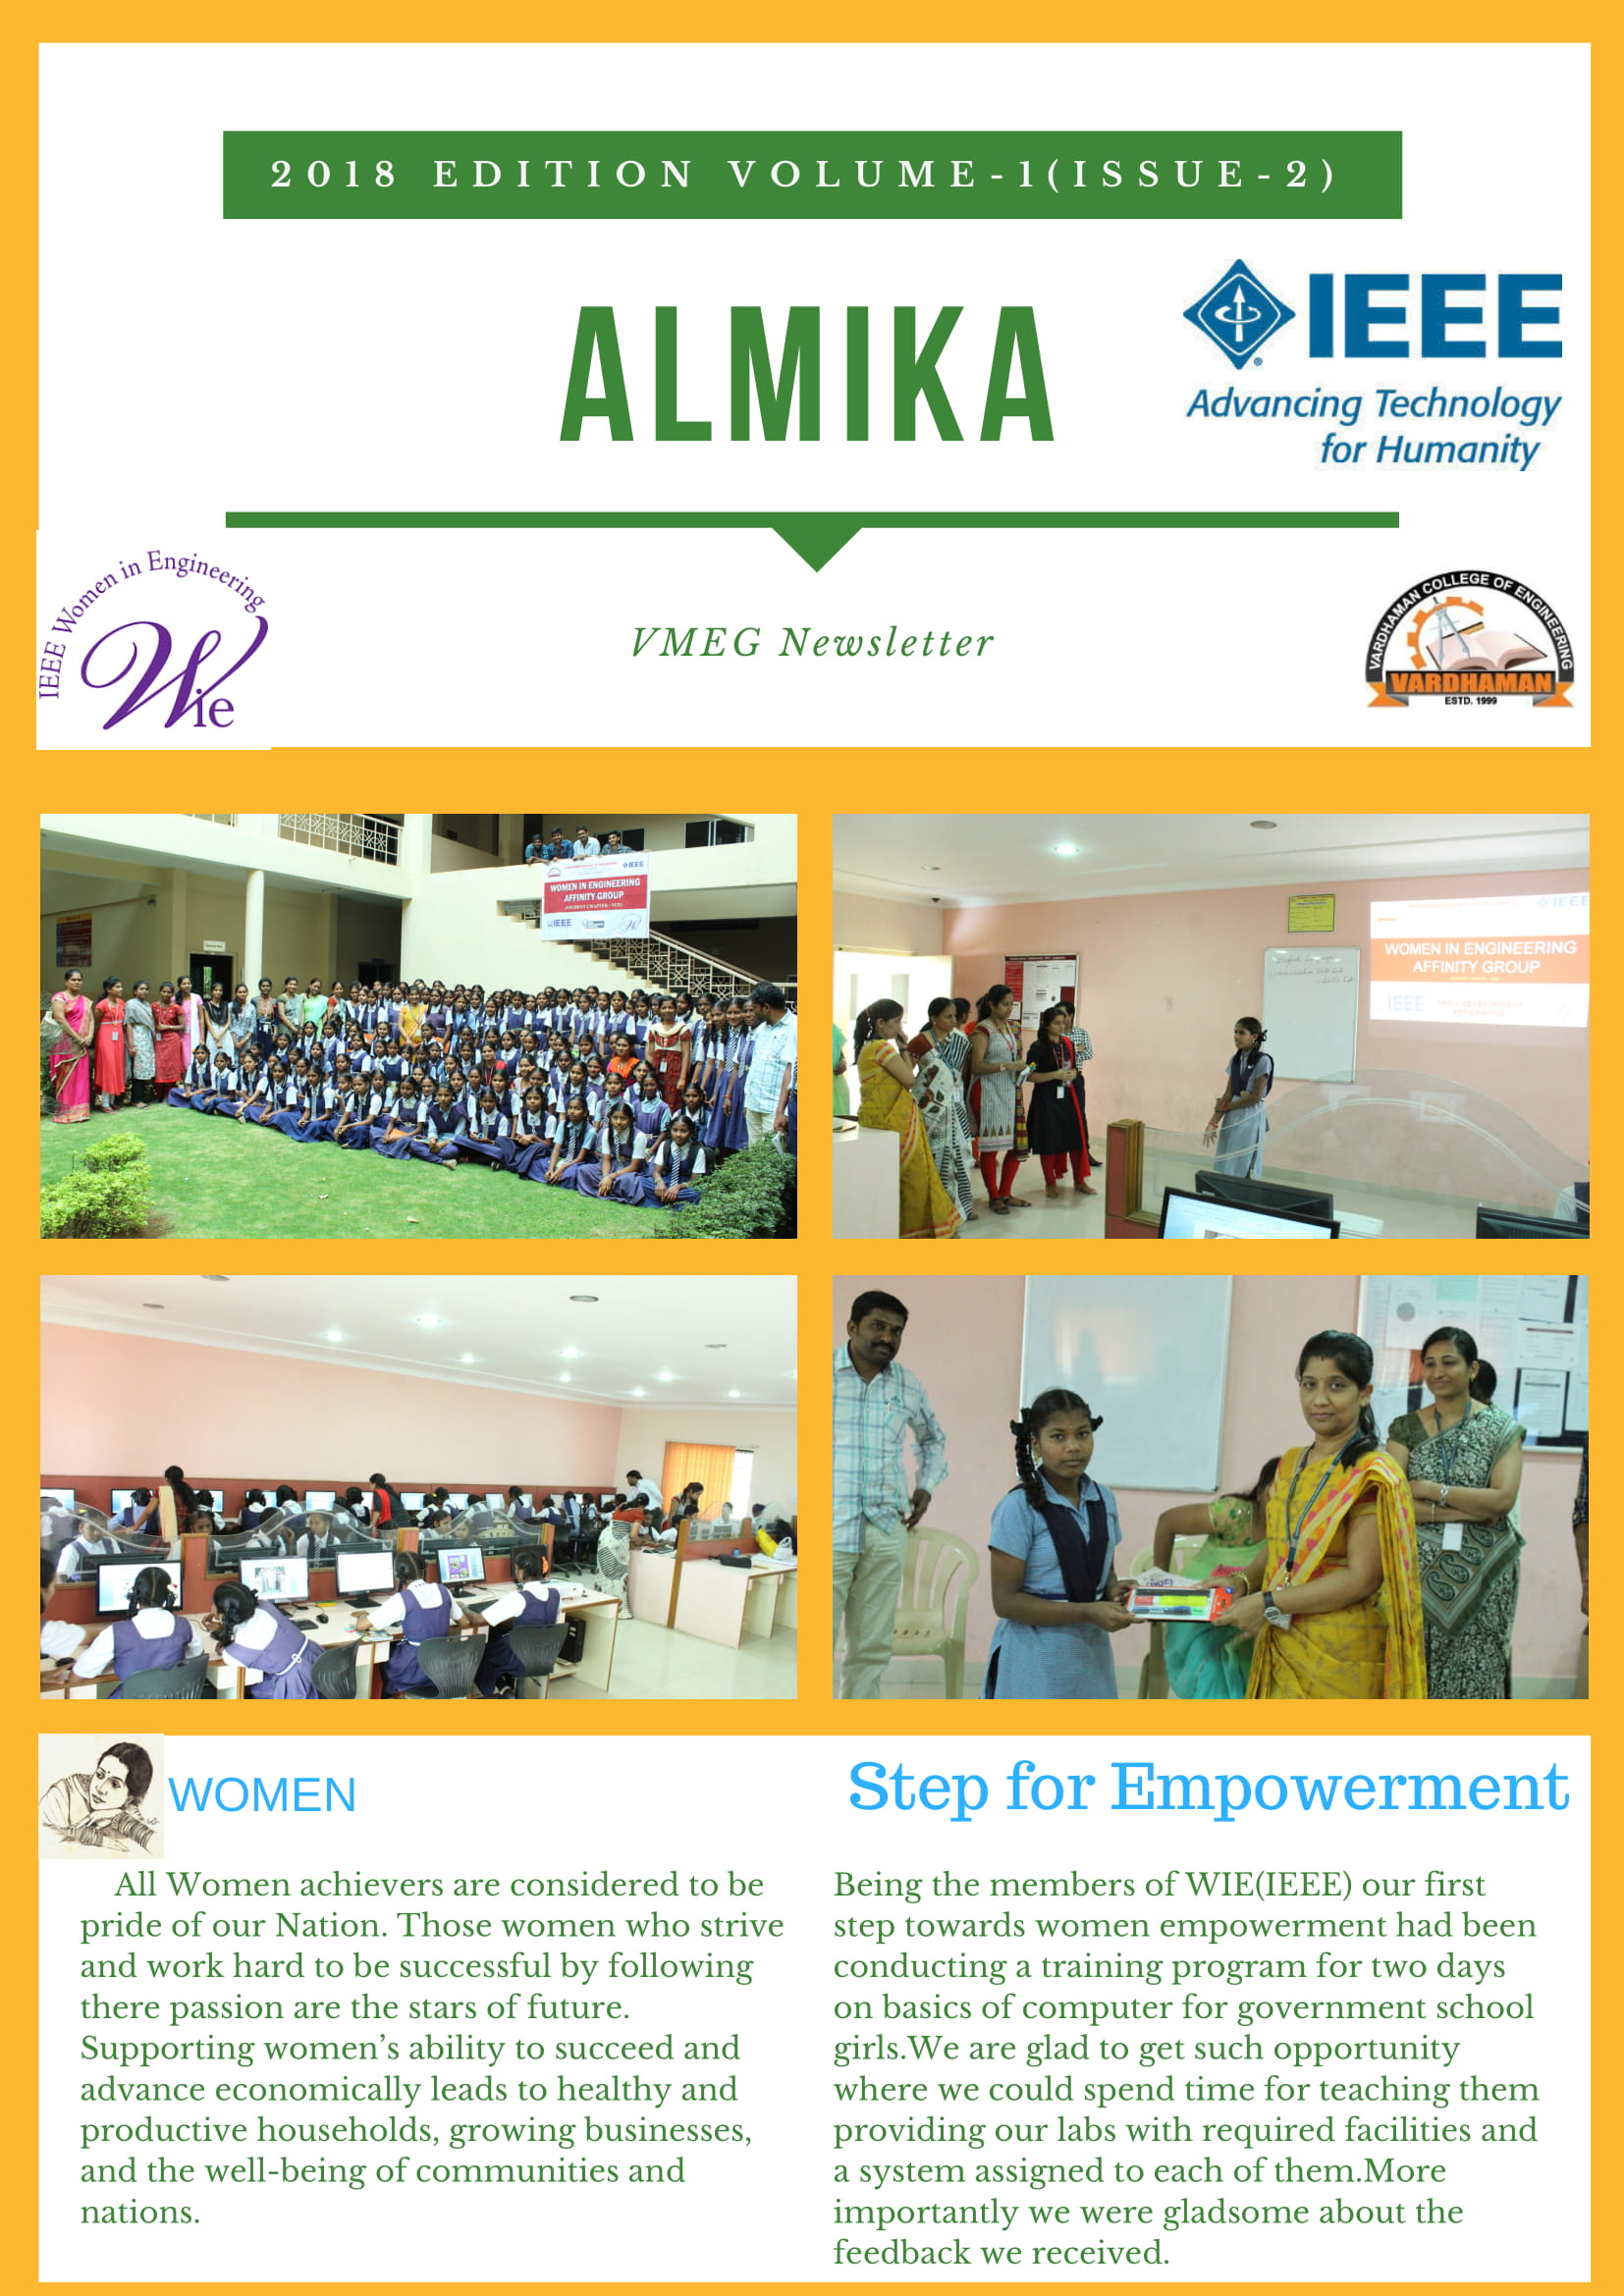 2018 EDITION VOLUME-1(ISSUE-2)
ALMIKA
IEEE
Advancing Technology
for Humanity
IEEE Women in Engineering
Wie
VMEG Newsletter
VARDHAMAN COLLEGE OF ENGINEERING
VARDHAMAN
ESTD. 1999
IEEE
WOMEN IN ENGINEERING
AFFINITY GROUP
(STUDENT CHAPTER - VCE)
IEEE
IEEE
WOMEN IN ENGINEERING
AFFINITY GROUP
IEEE
WOMEN
All Women achievers are considered to be
pride of our Nation. Those women who strive
and work hard to be successful by following
there passion are the stars of future.
Supporting women’s ability to succeed and
advance economically leads to healthy and
productive households, growing businesses,
and the well-being of communities and
nations.
Step for Empowerment
Being the members of WIE(IEEE) our first
step towards women empowerment had been
conducting a training program for two days
on basics of computer for government school
girls.We are glad to get such opportunity
where we could spend time for teaching them
providing our labs with required facilities and
a system assigned to each of them.More
importantly we were gladsome about the
feedback we received.